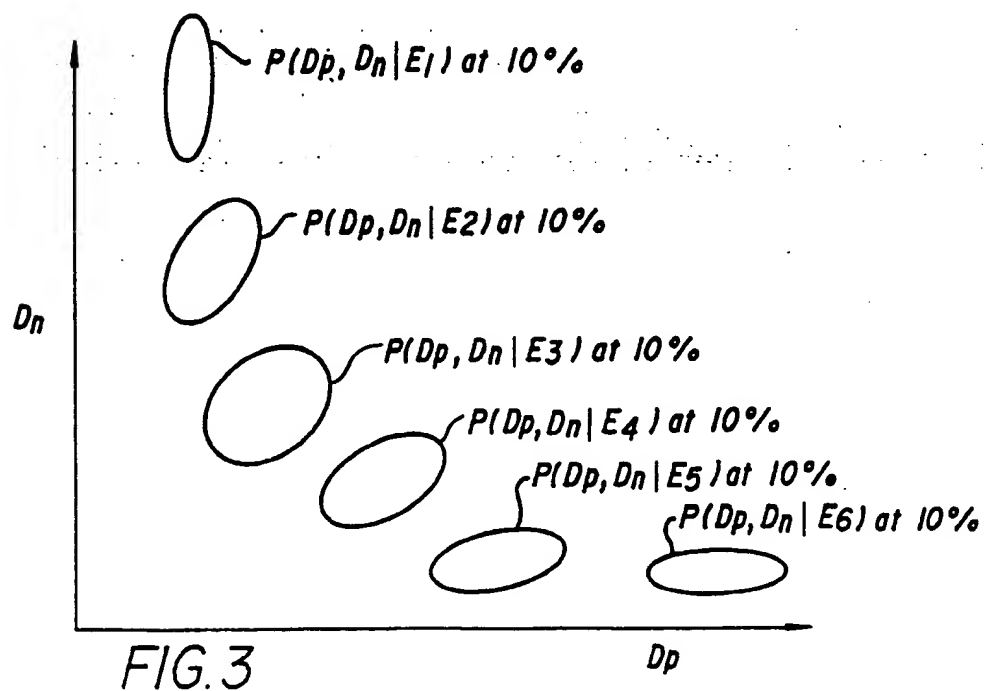 P(Dp, Dn|E1) at 10%
P(Dp, Dn|E2) at 10%
Dn
P(Dp, Dn|E3) at 10%
P(Dp, Dn|E4) at 10%
P(Dp, Dn|E5) at 10%
P(Dp, Dn|E6) at 10%
Dp
FIG. 3